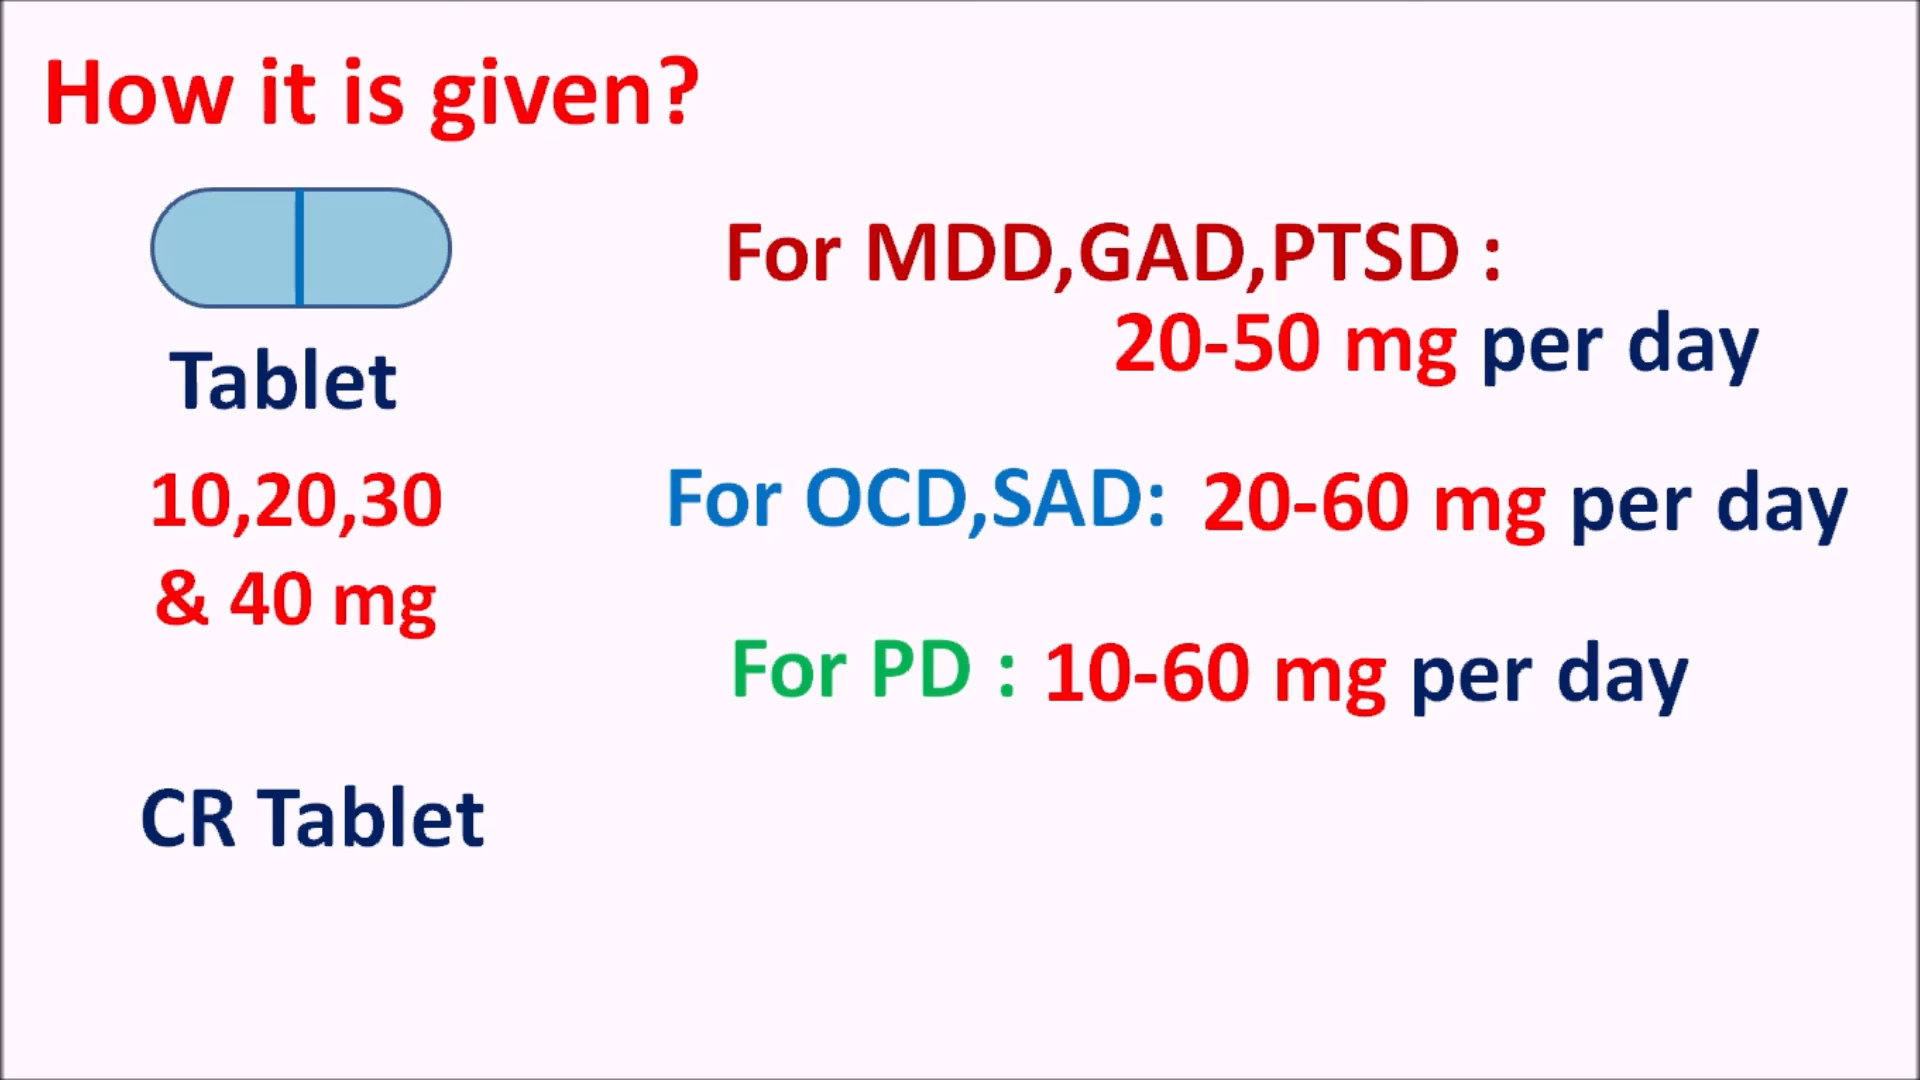 How it is given?
Tablet
10,20,30
& 40 mg
CR Tablet
For MDD,GAD,PTSD :
20-50 mg per day
For OCD,SAD: 20-60 mg per day
For PD : 10-60 mg per day